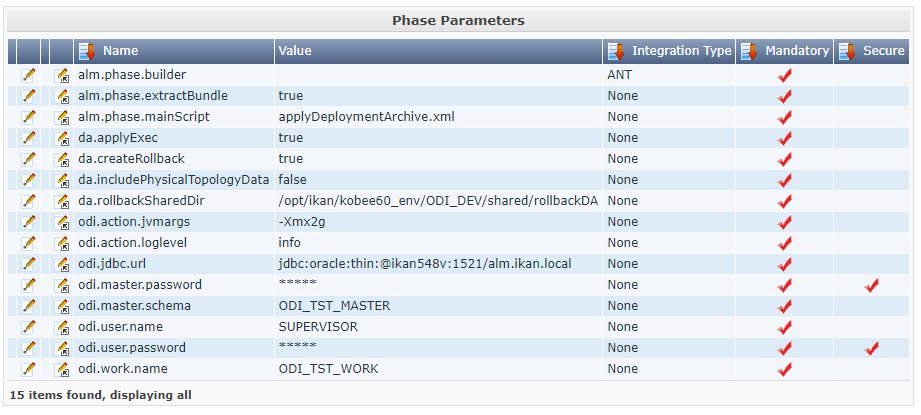 Phase Parameters
Name Value Integration Type Mandatory Secure
alm.phase.builder ANT
alm.phase.extractBundle true None
alm.phase.mainScript applyDeploymentArchive.xml None
da.applyExec true None
da.createRollback true None
da.includePhysicalTopologyData false None
da.rollbackSharedDir /opt/ikan/kobee60_env/ODI_DEV/shared/rollbackDA None
odi.action.jvmargs -Xmx2g None
odi.action.loglevel info None
odi.jdbc.url jdbc:oracle:thin:@ikan548v:1521/alm.ikan.local None
odi.master.password ***** None
odi.master.schema ODI_TST_MASTER None
odi.user.name SUPERVISOR None
odi.user.password ***** None
odi.work.name ODI_TST_WORK None
15 items found, displaying all